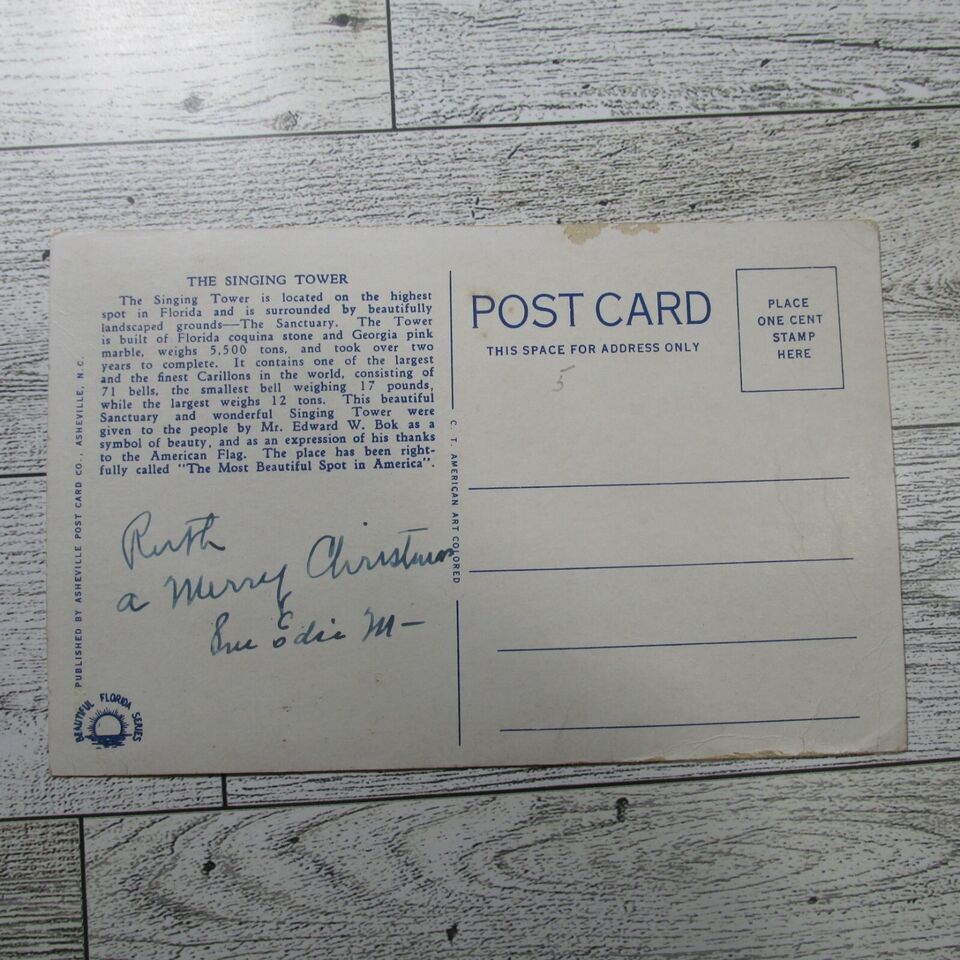 THE SINGING TOWER
The Singing Tower is located on the highest
spot in Florida and is surrounded by beautifully
landscaped grounds—The Sanctuary. The Tower
is built of Florida coquina stone and Georgia pink
marble, weighs 5,500 tons, and took over two
years to complete. It contains one of the largest
and the finest Carillons in the world, consisting of
71 bells, the smallest bell weighing 17 pounds,
while the largest weighs 12 tons. This beautiful
Sanctuary and wonderful Singing Tower were
given to the people by Mr. Edward W. Bok as a
symbol of beauty, and as an expression of his thanks
to the American Flag. The place has been right-
fully called "The Most Beautiful Spot in America".
Ruth
a Merry Christmas
Edie M—
PUBLISHED BY ASHEVILLE POST CARD CO., ASHEVILLE, N. C.
BEAUTIFUL FLORIDA SERIES
C. T. AMERICAN ART COLORED
POST CARD
THIS SPACE FOR ADDRESS ONLY
5
PLACE
ONE CENT
STAMP
HERE